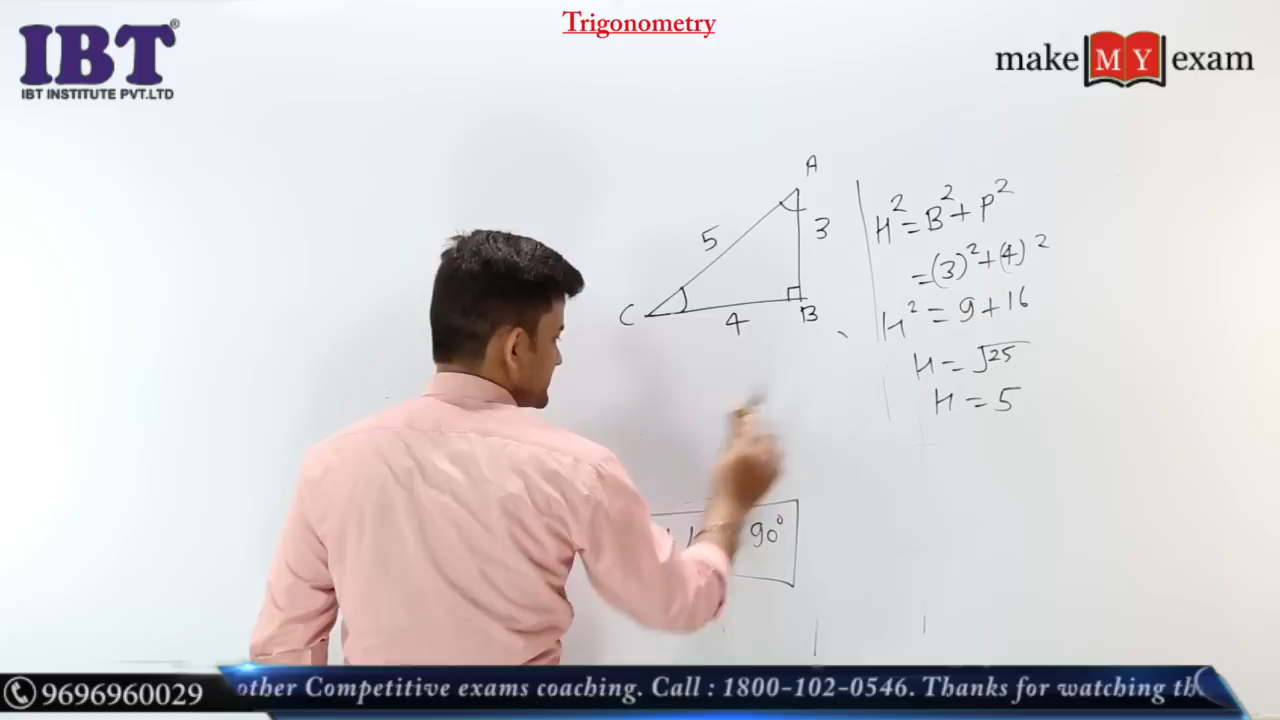 Trigonometry
IBT®
IBT INSTITUTE PVT.LTD
make MY exam
A
5
3
C
4
B
H² = B² + P²
= (3)² + (4)²
H² = 9 + 16
H = √25
H = 5
90°
9696960029
other Competitive exams coaching. Call : 1800-102-0546. Thanks for watching th